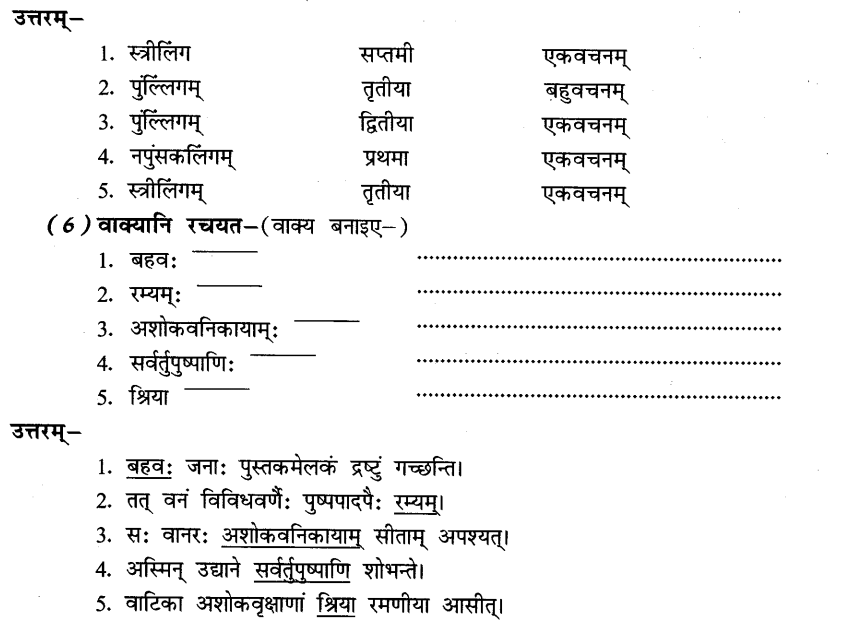 उत्तरम्–
1. स्त्रीलिंग सप्तमी एकवचनम्
2. पुंल्लिंगम् तृतीया बहुवचनम्
3. पुंल्लिंगम् द्वितीया एकवचनम्
4. नपुंसकलिंगम् प्रथमा एकवचनम्
5. स्त्रीलिंगम् तृतीया एकवचनम्
(6) वाक्यानि रचयत–(वाक्य बनाइए–)
1. बहवः
2. रम्यम्ः
3. अशोकवनिकायाम्ः
4. सर्वर्तुपुष्पाणिः
5. श्रिया
उत्तरम्–
1. बहवः जनाः पुस्तकमेलकं द्रष्टुं गच्छन्ति।
2. तत् वनं विविधवर्णैः पुष्पपादपैः रम्यम्।
3. सः वानरः अशोकवनिकायाम् सीताम् अपश्यत्।
4. अस्मिन् उद्याने सर्वर्तुपुष्पाणि शोभन्ते।
5. वाटिका अशोकवृक्षाणां श्रिया रमणीया आसीत्।